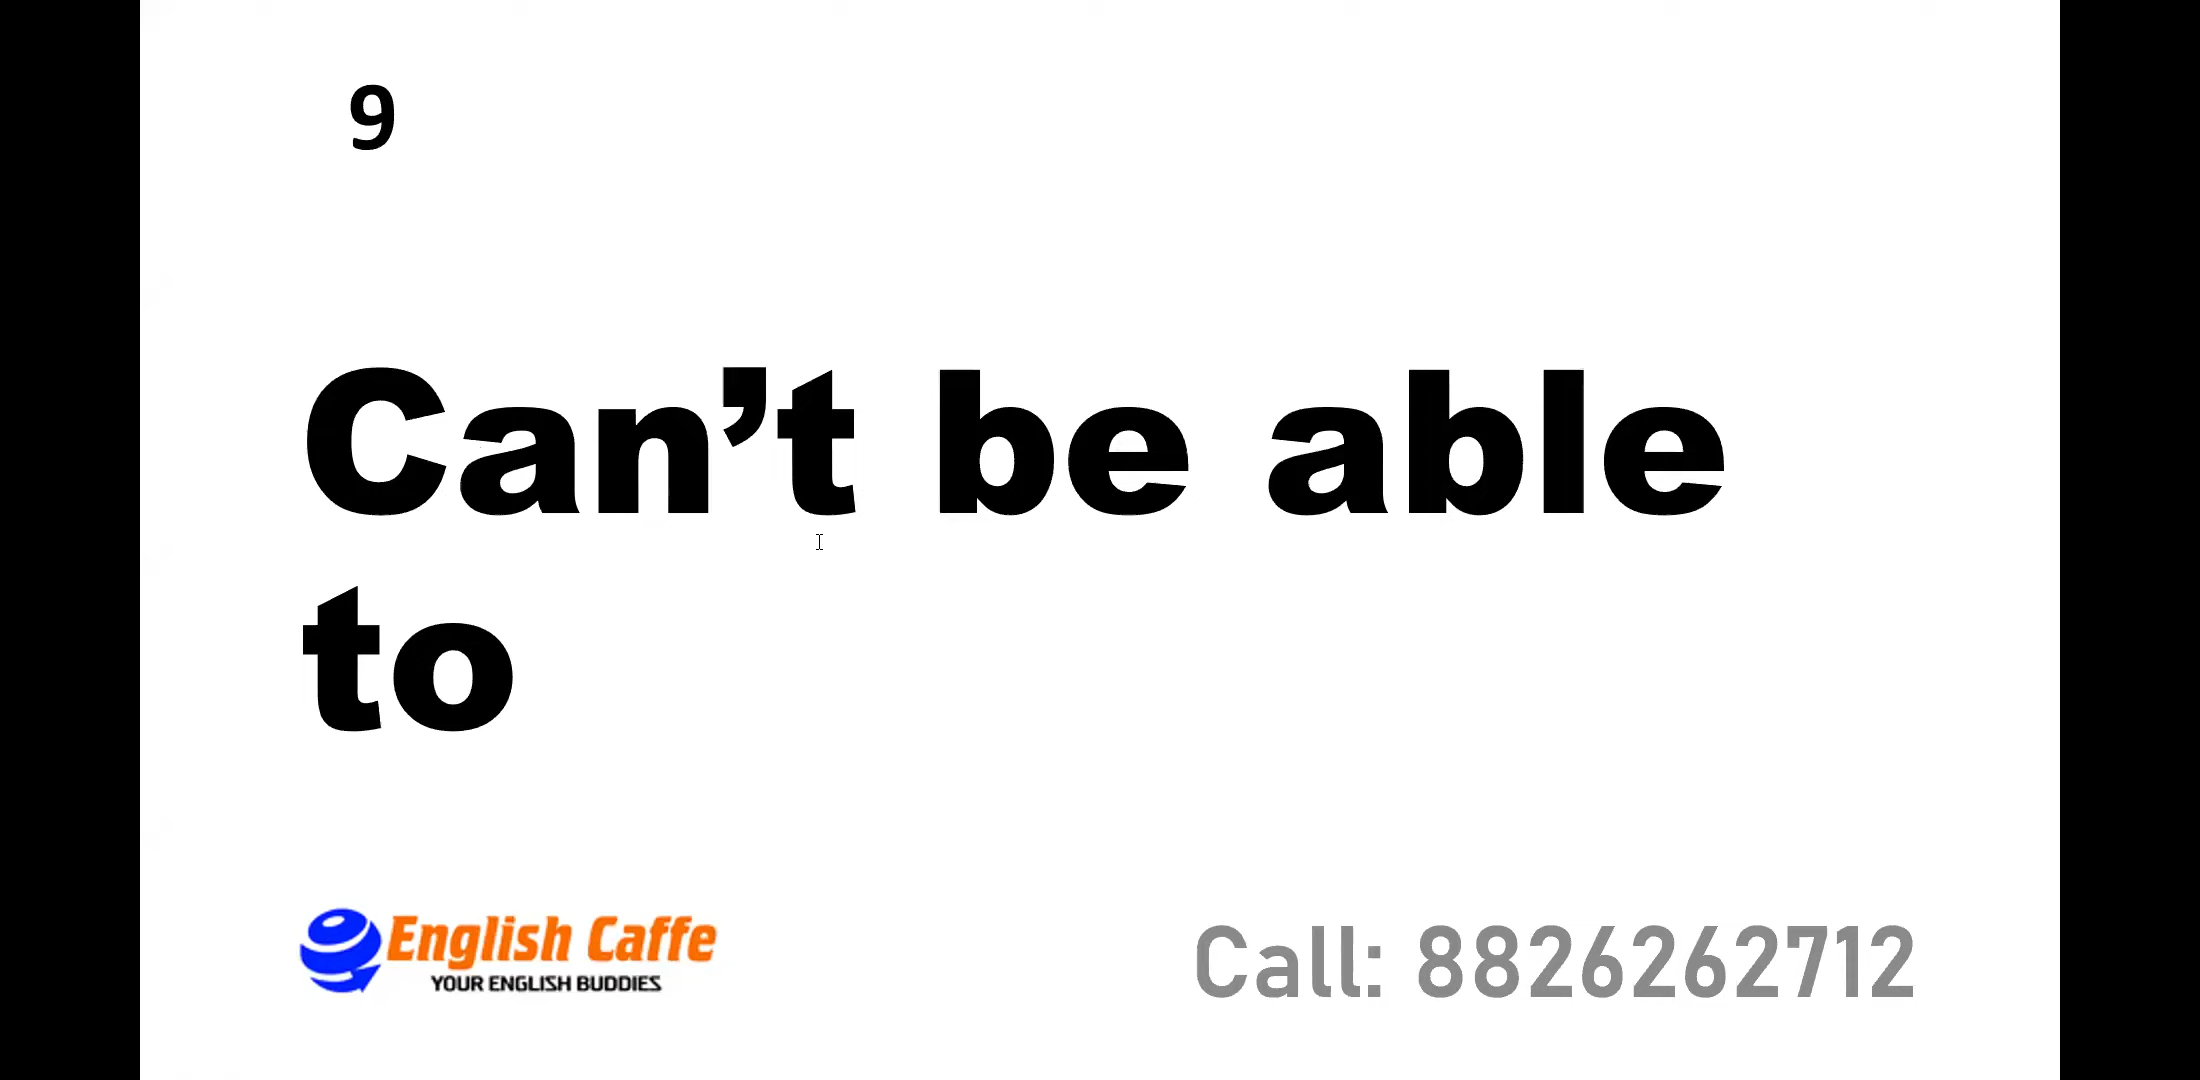 9
Can’t be able
to
English Caffe
YOUR ENGLISH BUDDIES
Call: 8826262712